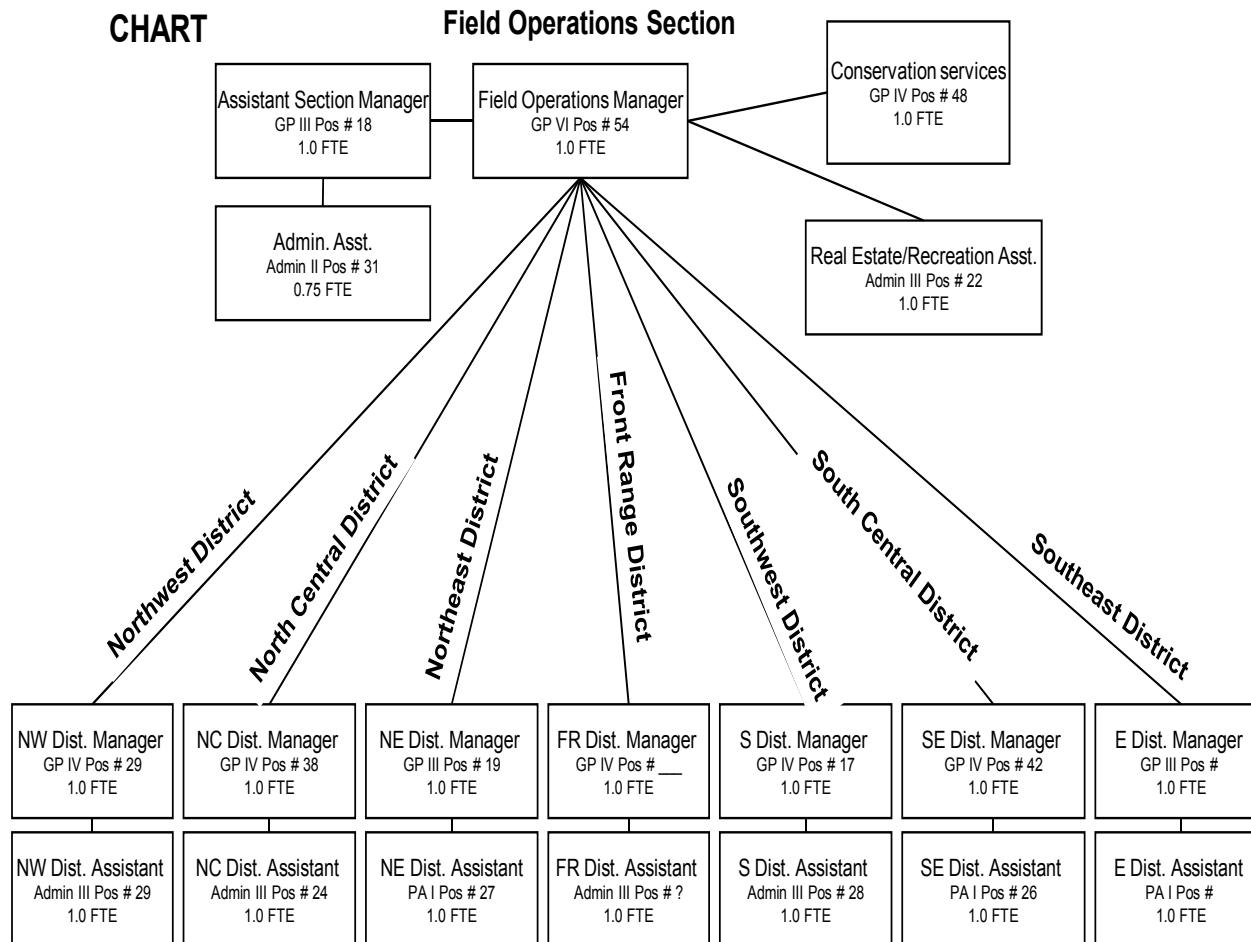 CHART
Field Operations Section
Assistant Section Manager
GP III Pos # 18
1.0 FTE
Field Operations Manager
GP VI Pos # 54
1.0 FTE
Conservation services
GP IV Pos # 48
1.0 FTE
Admin. Asst.
Admin II Pos # 31
0.75 FTE
Real Estate/Recreation Asst.
Admin III Pos # 22
1.0 FTE
Northwest District
North Central District
Northeast District
Front Range District
Southwest District
South Central District
Southeast District
NW Dist. Manager
GP IV Pos # 29
1.0 FTE
NC Dist. Manager
GP IV Pos # 38
1.0 FTE
NE Dist. Manager
GP III Pos # 19
1.0 FTE
FR Dist. Manager
GP IV Pos # ___
1.0 FTE
S Dist. Manager
GP IV Pos # 17
1.0 FTE
SE Dist. Manager
GP IV Pos # 42
1.0 FTE
E Dist. Manager
GP III Pos #
1.0 FTE
NW Dist. Assistant
Admin III Pos # 29
1.0 FTE
NC Dist. Assistant
Admin III Pos # 24
1.0 FTE
NE Dist. Assistant
PA I Pos # 27
1.0 FTE
FR Dist. Assistant
Admin III Pos # ?
1.0 FTE
S Dist. Assistant
Admin III Pos # 28
1.0 FTE
SE Dist. Assistant
PA I Pos # 26
1.0 FTE
E Dist. Assistant
PA I Pos #
1.0 FTE